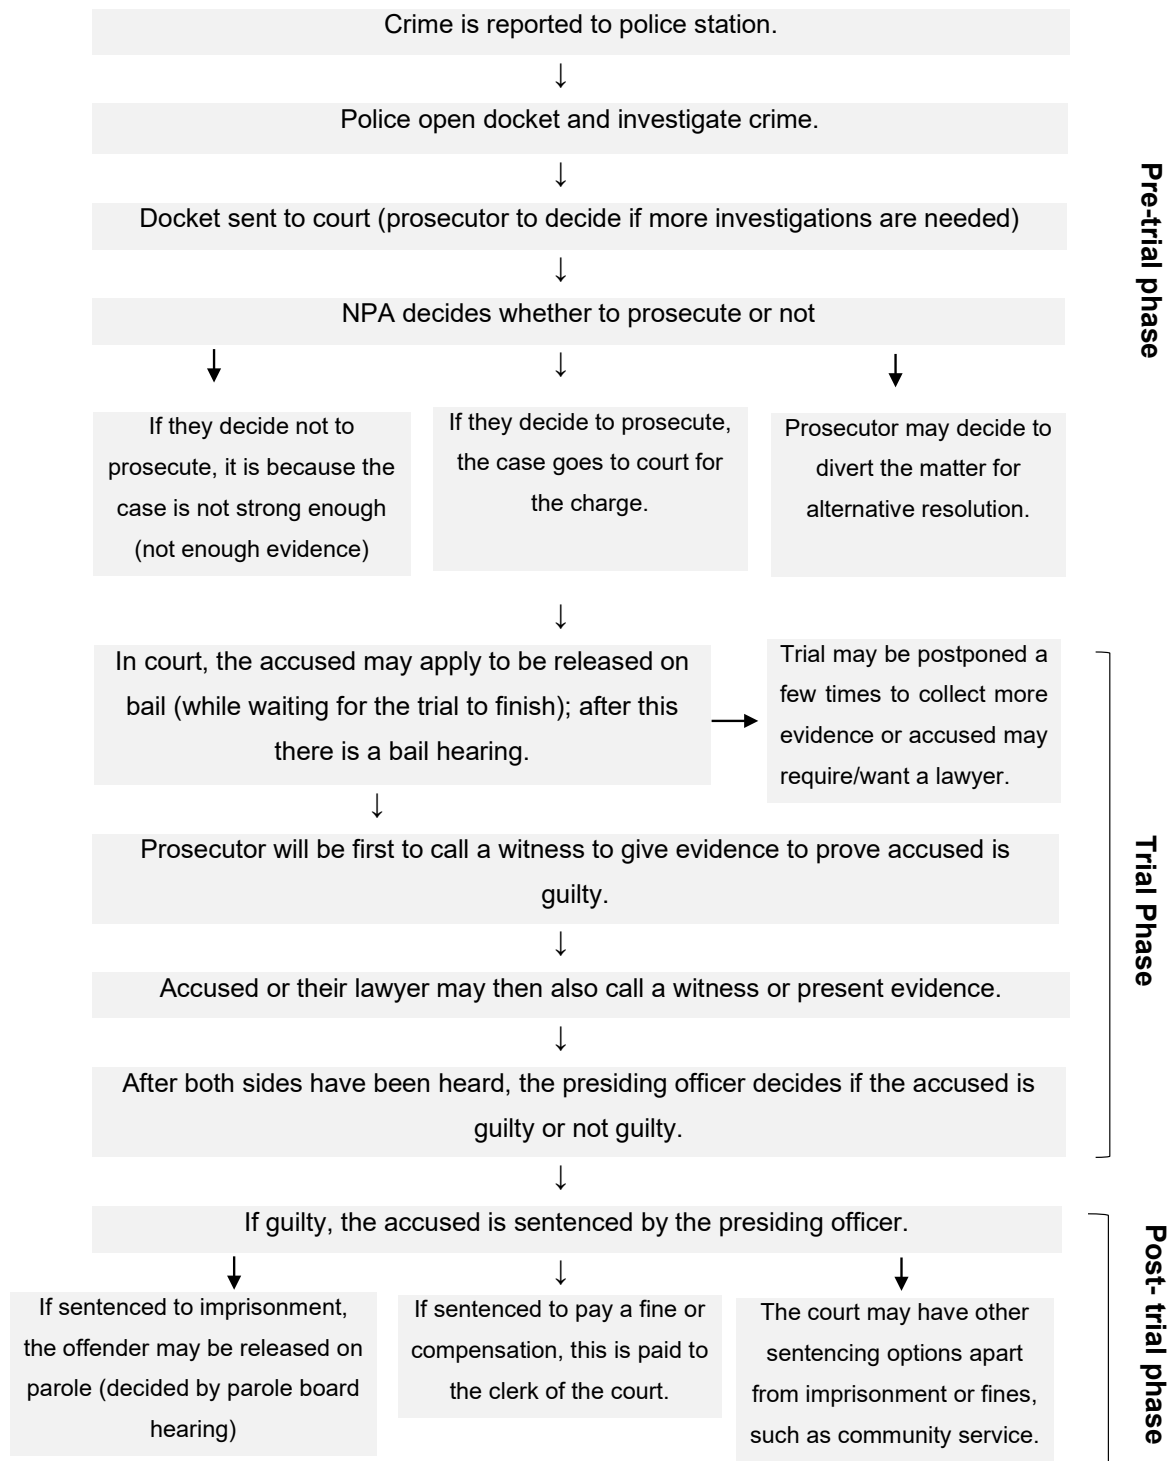 Crime is reported to police station.
↓
Police open docket and investigate crime.
↓
Docket sent to court (prosecutor to decide if more investigations are needed)
↓
NPA decides whether to prosecute or not
↓
If they decide not to
prosecute, it is because the
case is not strong enough
(not enough evidence)
If they decide to prosecute,
the case goes to court for
the charge.
Prosecutor may decide to
divert the matter for
alternative resolution.
Pre-trial phase
↓
In court, the accused may apply to be released on
bail (while waiting for the trial to finish); after this
there is a bail hearing.
Trial may be postponed a
few times to collect more
evidence or accused may
require/want a lawyer.
↓
Prosecutor will be first to call a witness to give evidence to prove accused is
guilty.
↓
Accused or their lawyer may then also call a witness or present evidence.
↓
After both sides have been heard, the presiding officer decides if the accused is
guilty or not guilty.
Trial Phase
↓
If guilty, the accused is sentenced by the presiding officer.
↓
If sentenced to imprisonment,
the offender may be released on
parole (decided by parole board
hearing)
If sentenced to pay a fine or
compensation, this is paid to
the clerk of the court.
The court may have other
sentencing options apart
from imprisonment or fines,
such as community service.
Post- trial phase